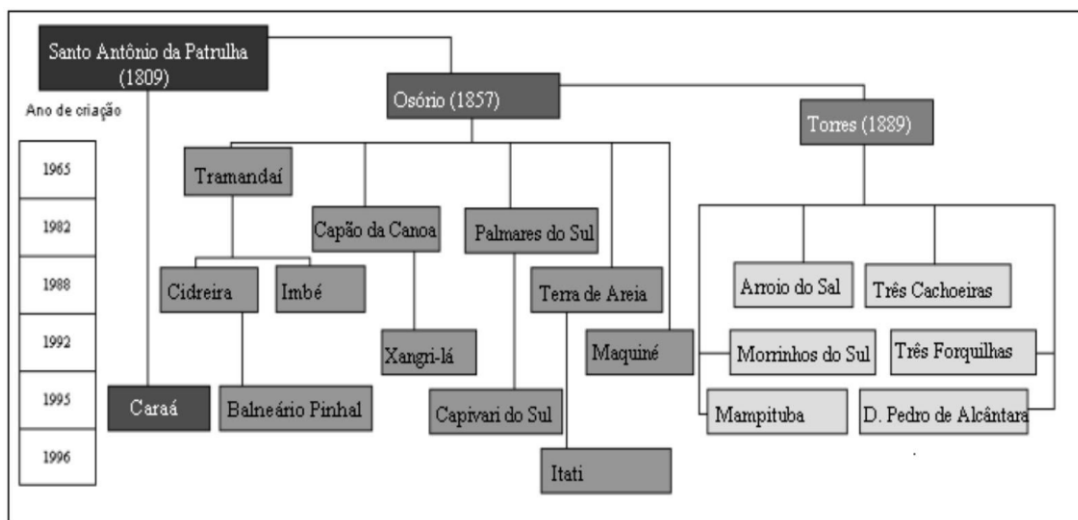 Santo Antônio da Patrulha
(1809)
Osório (1857)
Torres (1889)
Ano de criação
1965
Tramandaí
1982
Capão da Canoa
Palmares do Sul
1988
Cidreira
Imbé
Terra de Areia
Arroio do Sal
Três Cachoeiras
1992
Xangri-lá
Maquiné
Morrinhos do Sul
Três Forquilhas
1995
Caraá
Balneário Pinhal
Capivari do Sul
Mampituba
D. Pedro de Alcântara
1996
Itati